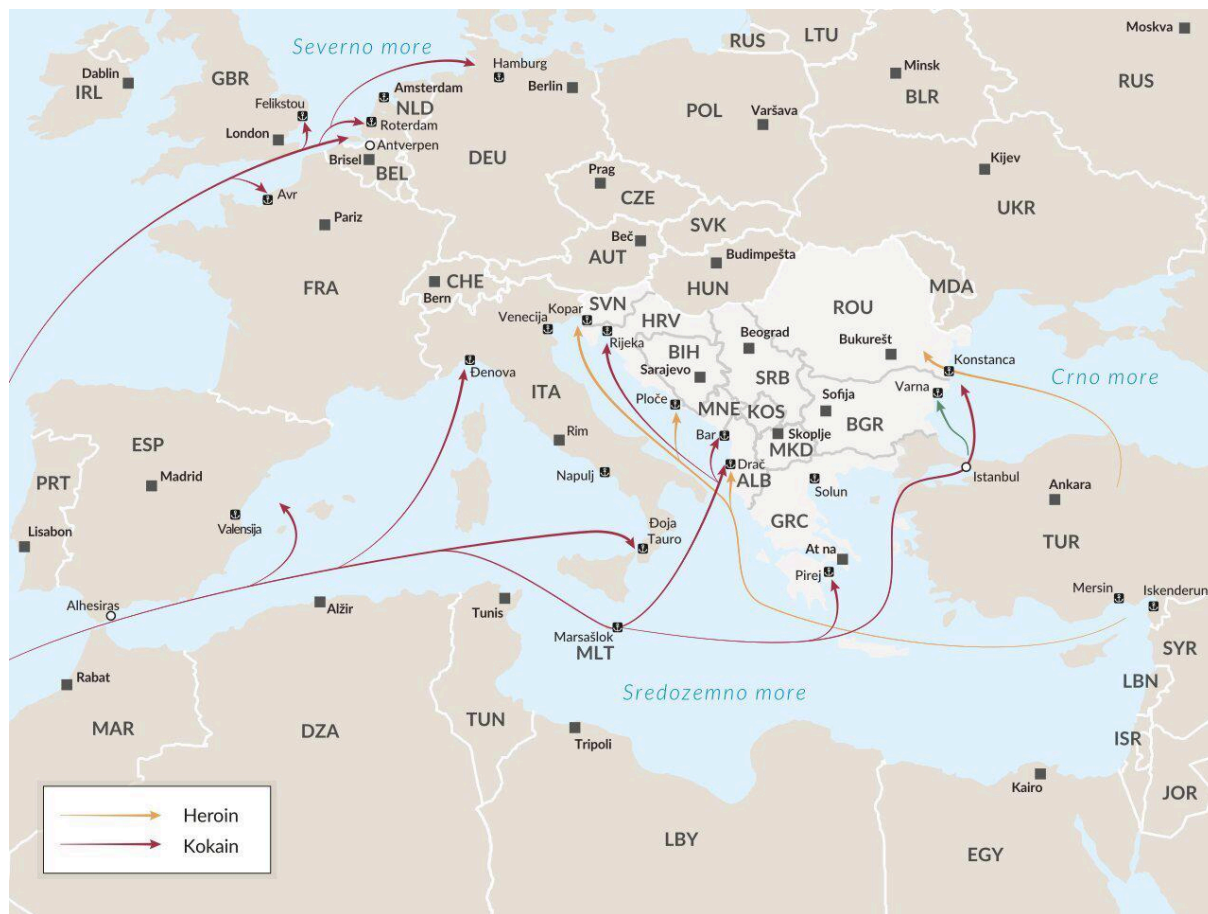 Moskva
RUS
LTU
Severno more
Hamburg
Minsk
GBR
Dablin
IRL
RUS
BLR
Amsterdam
Berlin
NLD
Felikstou
POL
Varšava
Roterdam
London
Antverpen
Brisel
BEL
DEU
Kijev
Prag
CZE
Avr
UKR
Pariz
SVK
Beč
AUT
Budimpešta
CHE
FRA
HUN
MDA
Bern
SVN
ROU
Kopar
Venecija
HRV
Rijeka
Beograd
Bukurešt
BIH
Konstanca
Đenova
Sarajevo
SRB
Crno more
ITA
Varna
Sofija
Ploče
MNE
KOS
BGR
ESP
Rim
Bar
Skoplje
MKD
Drač
Madrid
Napulj
ALB
Istanbul
PRT
Solun
Ankara
Valensija
GRC
Đoja
Tauro
Lisabon
At na
TUR
Pirej
Mersin
Iskenderun
Alhesiras
Alžir
Tunis
Marsašlok
MLT
SYR
LBN
Rabat
Sredozemno more
MAR
DZA
TUN
ISR
Tripoli
Kairo
JOR
Heroin
Kokain
LBY
EGY